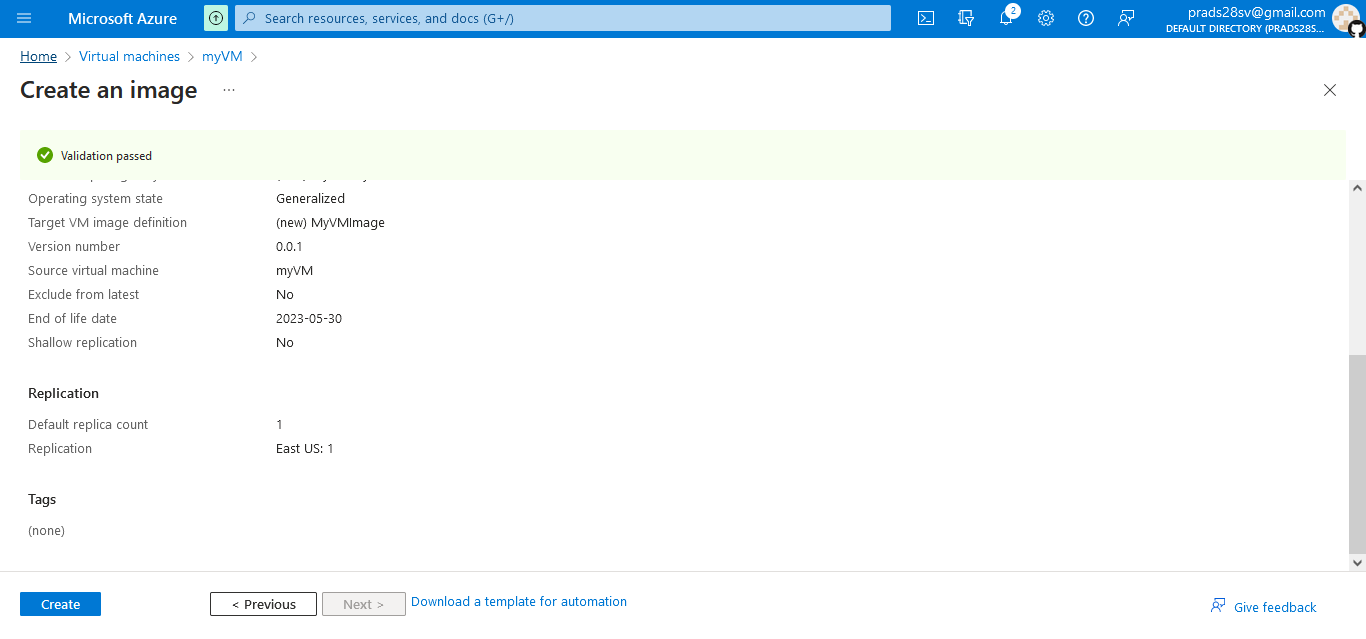 Microsoft Azure
Search resources, services, and docs (G+/)
2
prads28sv@gmail.com
DEFAULT DIRECTORY (PRADS28S...
Home > Virtual machines > myVM >
Create an image ...
Validation passed
Operating system state Generalized
Target VM image definition (new) MyVMImage
Version number 0.0.1
Source virtual machine myVM
Exclude from latest No
End of life date 2023-05-30
Shallow replication No
Replication
Default replica count 1
Replication East US: 1
Tags
(none)
Create < Previous Next > Download a template for automation
Give feedback